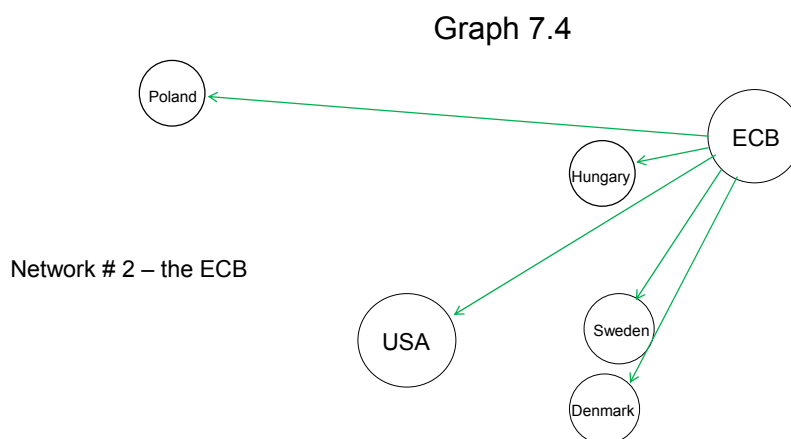 Graph 7.4
Poland
ECB
Hungary
Network # 2 – the ECB
USA
Sweden
Denmark